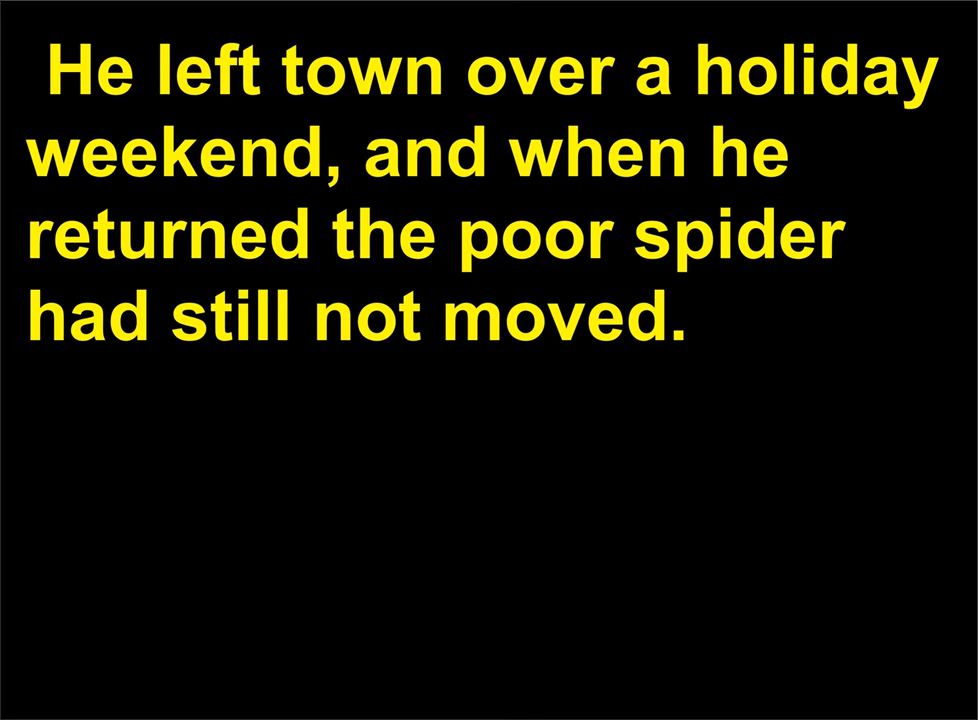 He left town over a holiday
weekend, and when he
returned the poor spider
had still not moved.